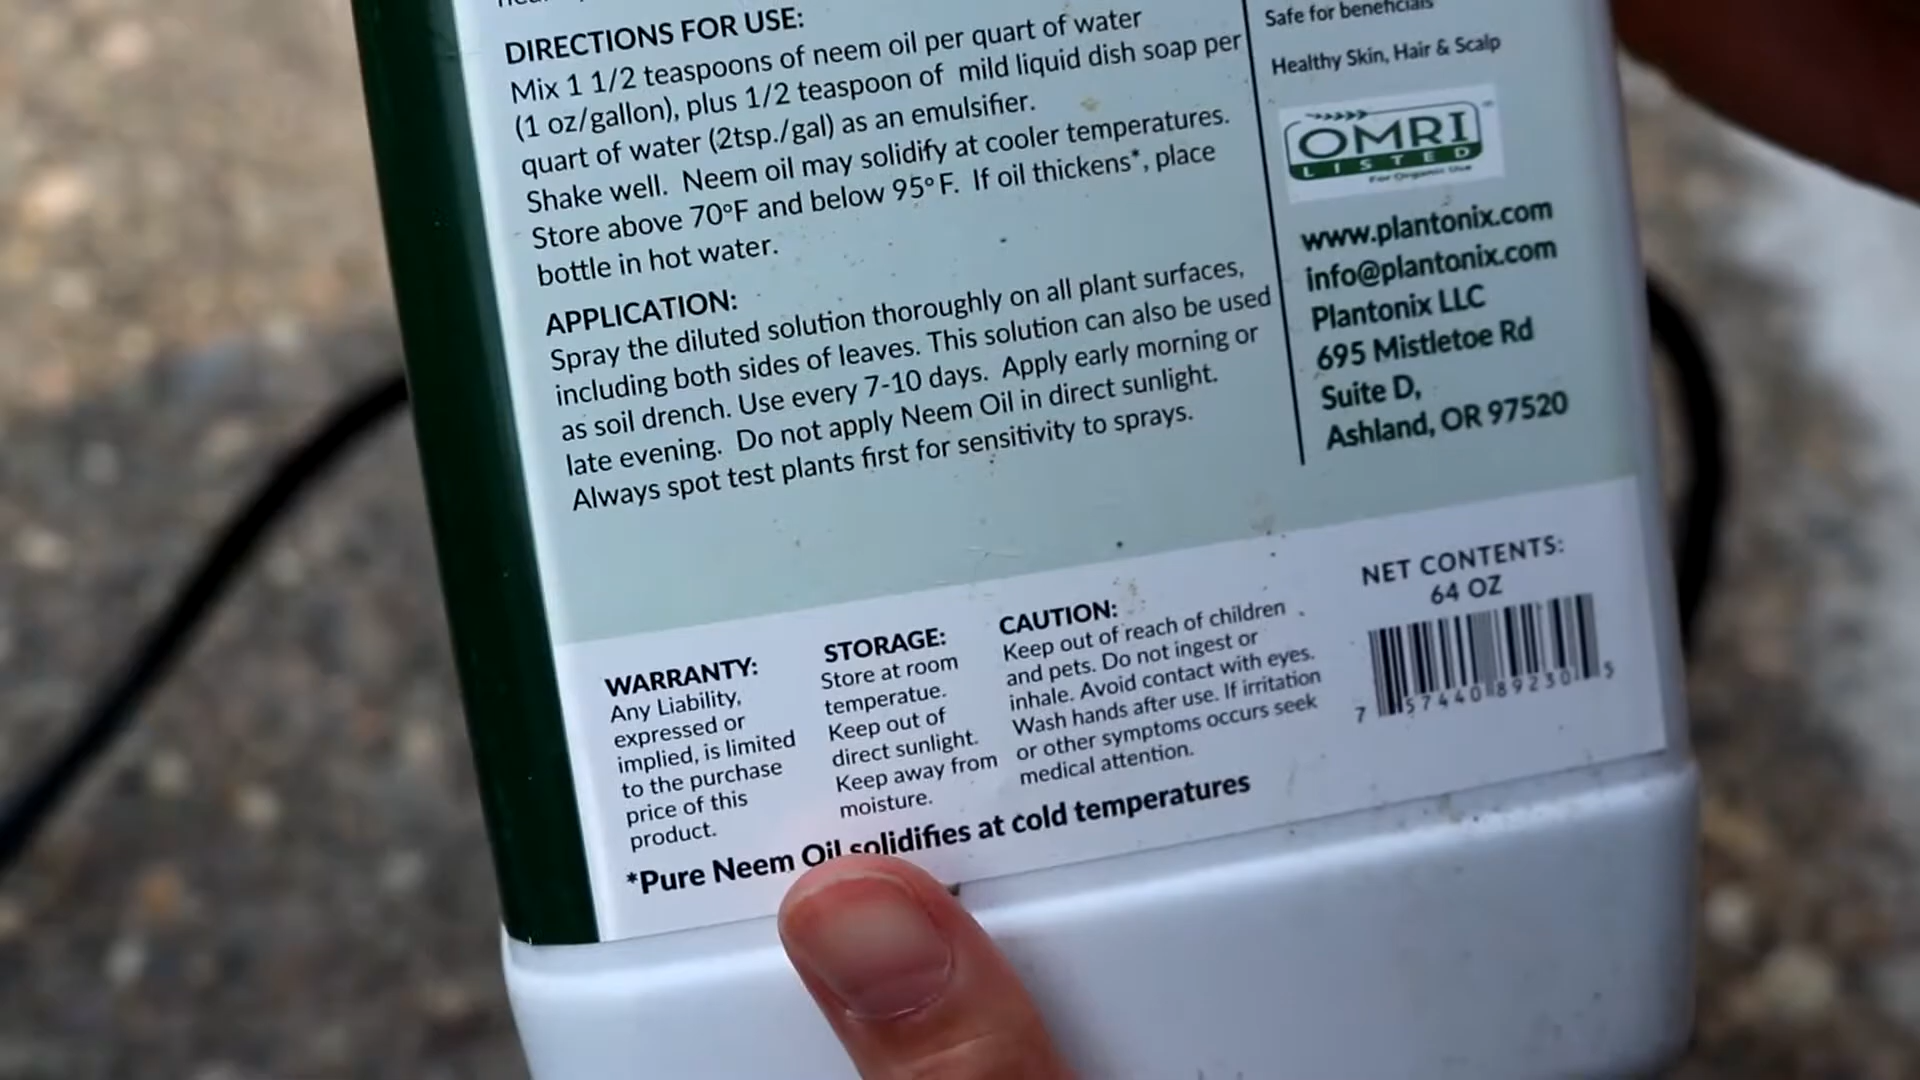 DIRECTIONS FOR USE:
Mix 1 1/2 teaspoons of neem oil per quart of water
(1 oz/gallon), plus 1/2 teaspoon of mild liquid dish soap per
quart of water (2tsp./gal) as an emulsifier.
Shake well. Neem oil may solidify at cooler temperatures.
Store above 70°F and below 95°F. If oil thickens*, place
bottle in hot water.
APPLICATION:
Spray the diluted solution thoroughly on all plant surfaces,
including both sides of leaves. This solution can also be used
as soil drench. Use every 7-10 days. Apply early morning or
late evening. Do not apply Neem Oil in direct sunlight.
Always spot test plants first for sensitivity to sprays.
Safe for beneficials
Healthy Skin, Hair & Scalp
OMRI
LISTED
For Organic Use
www.plantonix.com
info@plantonix.com
Plantonix LLC
695 Mistletoe Rd
Suite D,
Ashland, OR 97520
WARRANTY:
Any Liability,
expressed or
implied, is limited
to the purchase
price of this
product.
STORAGE:
Store at room
temperatue.
Keep out of
direct sunlight.
Keep away from
moisture.
CAUTION:
Keep out of reach of children
and pets. Do not ingest or
inhale. Avoid contact with eyes.
Wash hands after use. If irritation
or other symptoms occurs seek
medical attention.
NET CONTENTS:
64 OZ
7 57440 89230 5
*Pure Neem Oil solidifies at cold temperatures